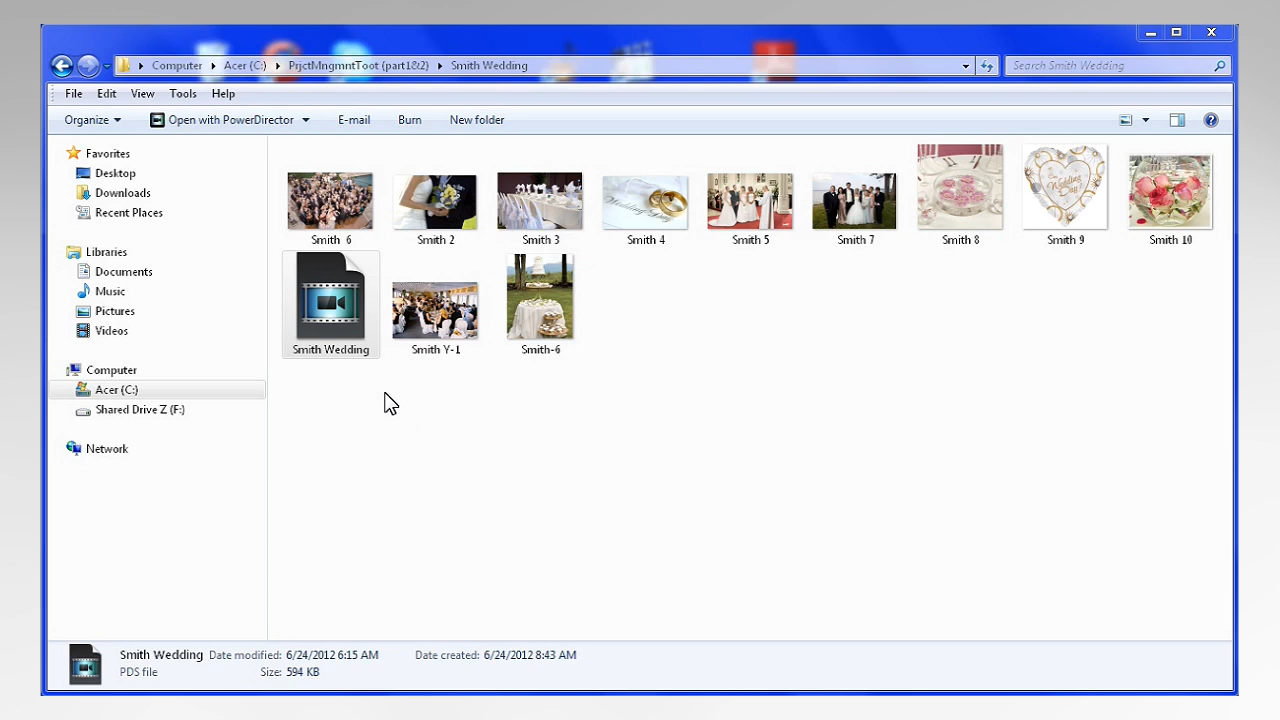 Computer Acer (C:) PrjctMngmntToot (part1&2) Smith Wedding Search Smith Wedding
File Edit View Tools Help
Organize Open with PowerDirector E-mail Burn New folder
Favorites
Desktop
Downloads
Recent Places
Libraries
Documents
Music
Pictures
Videos
Computer
Acer (C:)
Shared Drive Z (F:)
Network
Smith 6 Smith 2 Smith 3 Smith 4 Smith 5 Smith 7 Smith 8 Smith 9 Smith 10
Smith Wedding Smith Y-1 Smith-6
Smith Wedding Date modified: 6/24/2012 6:15 AM Date created: 6/24/2012 8:43 AM
PDS file Size: 594 KB